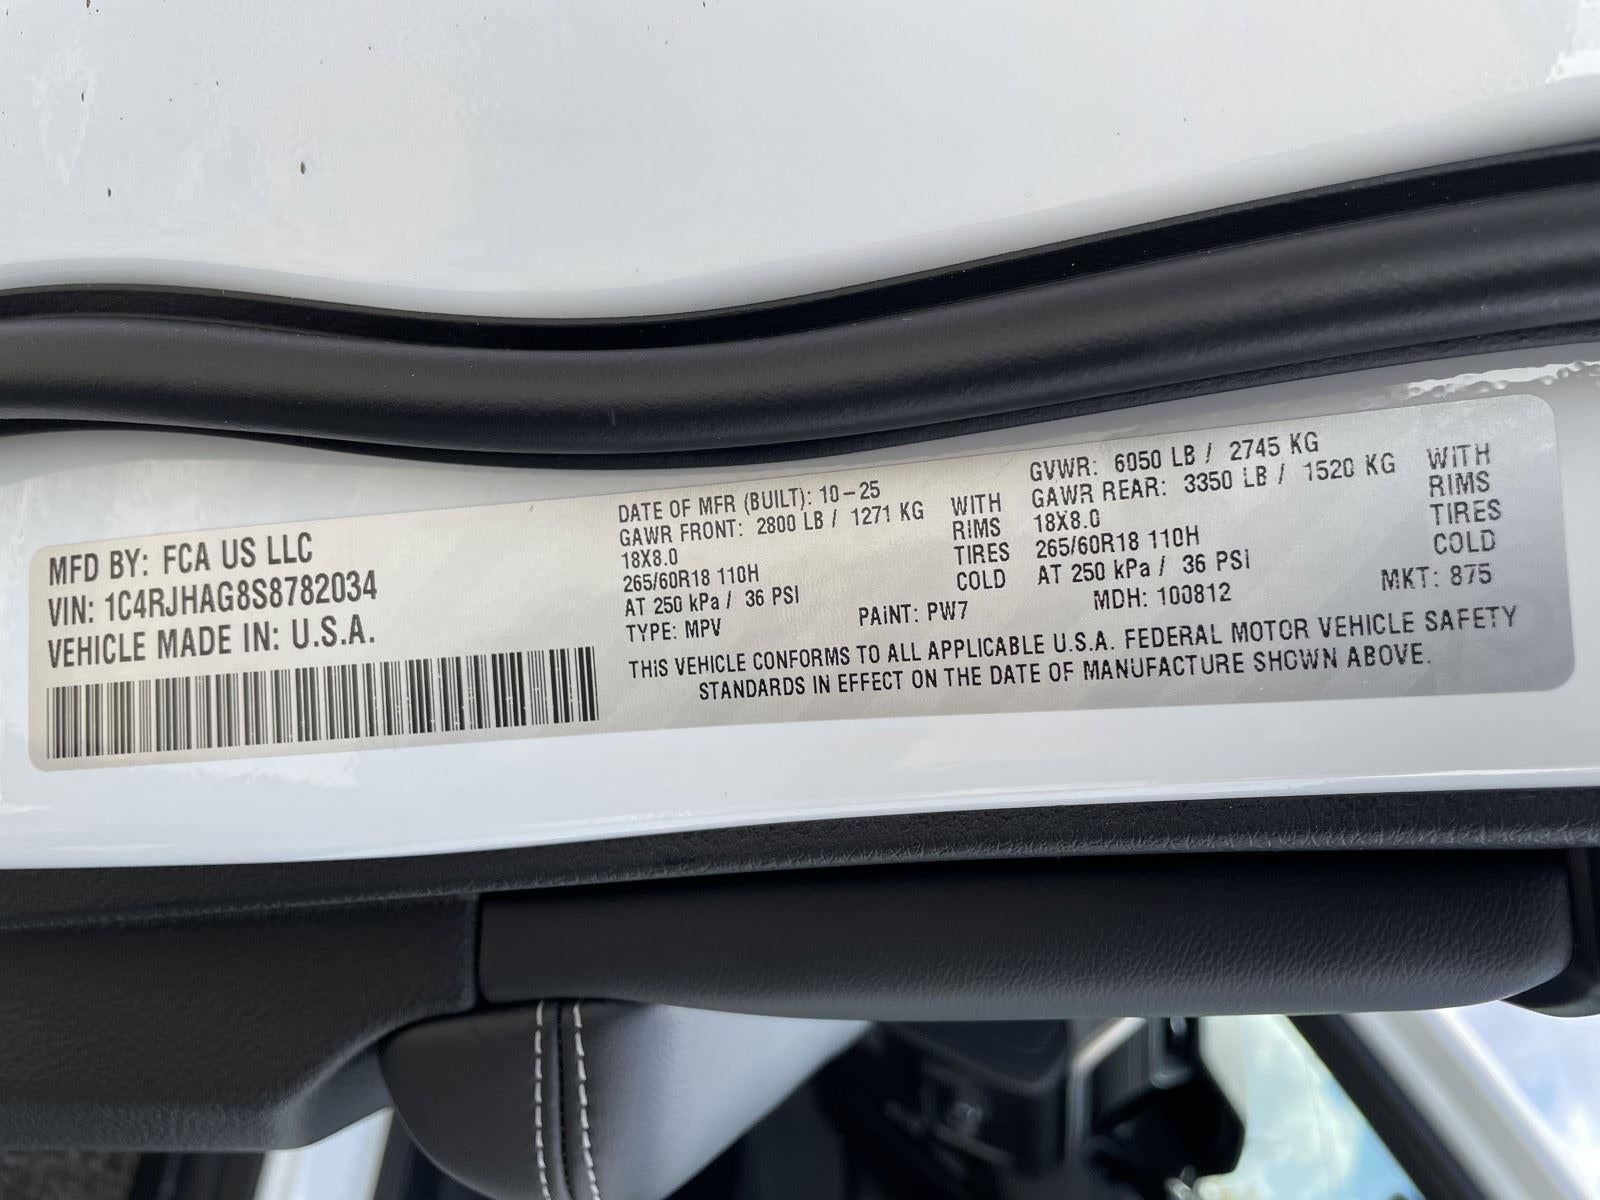 MFD BY: FCA US LLC
VIN: 1C4RJHAG8S8782034
VEHICLE MADE IN: U.S.A.
DATE OF MFR (BUILT): 10-25
GAWR FRONT: 2800 LB / 1271 KG WITH
18X8.0 RIMS
265/60R18 110H TIRES
AT 250 kPa / 36 PSI COLD
TYPE: MPV PAINT: PW7
GVWR: 6050 LB / 2745 KG
GAWR REAR: 3350 LB / 1520 KG WITH
18X8.0 RIMS
265/60R18 110H TIRES
AT 250 kPa / 36 PSI COLD
MDH: 100812 MKT: 875
THIS VEHICLE CONFORMS TO ALL APPLICABLE U.S.A. FEDERAL MOTOR VEHICLE SAFETY
STANDARDS IN EFFECT ON THE DATE OF MANUFACTURE SHOWN ABOVE.